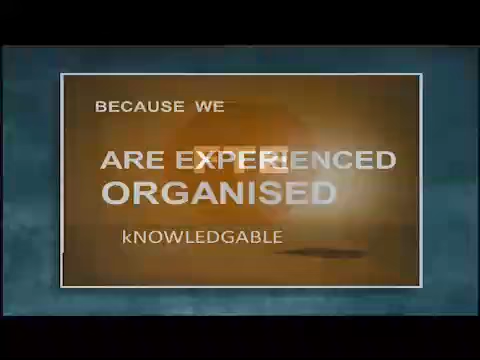 BECAUSE WE
ARE EXPERIENCED
ORGANISED
kNOWLEDGABLE